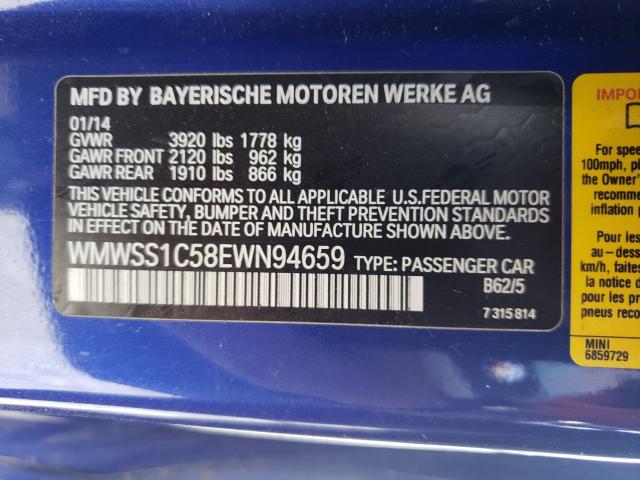 MFD BY BAYERISCHE MOTOREN WERKE AG
01/14
GVWR 3920 lbs 1778 kg
GAWR FRONT 2120 lbs 962 kg
GAWR REAR 1910 lbs 866 kg
THIS VEHICLE CONFORMS TO ALL APPLICABLE U.S.FEDERAL MOTOR
VEHICLE SAFETY, BUMPER AND THEFT PREVENTION STANDARDS
IN EFFECT ON THE DATE OF MANUFACTURE SHOWN ABOVE.
WMWSS1C58EWN94659 TYPE: PASSENGER CAR
B62/5
7315814
IMPO
For spee
100mph, pl
the Owner'
recomme
inflation
Pour les
au-dess
km/h, faites
la notice d
pour les pr
pneus reco
MINI
6859729